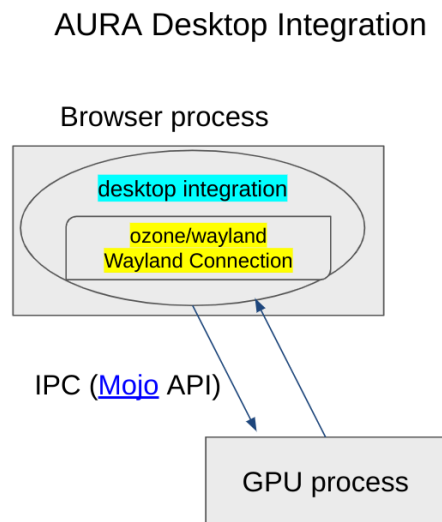 AURA Desktop Integration
Browser process
desktop integration
ozone/wayland
Wayland Connection
IPC (Mojo API)
GPU process